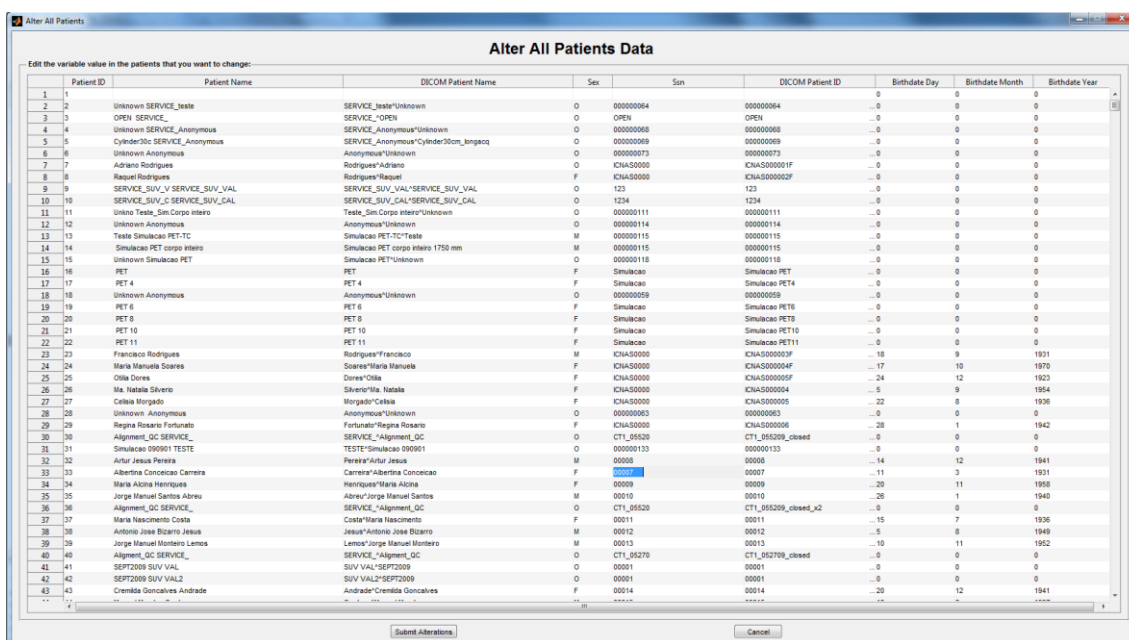 Alter All Patients
Alter All Patients Data
Edit the variable value in the patients that you want to change:
Patient ID Patient Name DICOM Patient Name Sex Ssn DICOM Patient ID Birthdate Day Birthdate Month Birthdate Year
1 1 0 0 0
2 2 Unknown SERVICE_teste SERVICE_teste^Unknown O 000000064 000000064 ... 0 0 0
3 3 OPEN SERVICE_ SERVICE_^OPEN O OPEN OPEN ... 0 0 0
4 4 Unknown SERVICE_Anonymous SERVICE_Anonymous^Unknown O 000000068 000000068 ... 0 0 0
5 5 Cylinder30c SERVICE_Anonymous SERVICE_Anonymous^Cylinder30cm_longacq O 000000069 000000069 ... 0 0 0
6 6 Unknown Anonymous Anonymous^Unknown O 000000073 000000073 ... 0 0 0
7 7 Adriano Rodrigues Rodrigues^Adriano O ICNAS0000 ICNAS000001F ... 0 0 0
8 8 Raquel Rodrigues Rodrigues^Raquel F ICNAS0000 ICNAS000002F ... 0 0 0
9 9 SERVICE_SUV_V SERVICE_SUV_VAL SERVICE_SUV_VAL^SERVICE_SUV_VAL O 123 123 ... 0 0 0
10 10 SERVICE_SUV_C SERVICE_SUV_CAL SERVICE_SUV_CAL^SERVICE_SUV_CAL O 1234 1234 ... 0 0 0
11 11 Unkno Teste_Sim.Corpo inteiro Teste_Sim.Corpo inteiro^Unknown O 000000111 000000111 ... 0 0 0
12 12 Unknown Anonymous Anonymous^Unknown O 000000114 000000114 ... 0 0 0
13 13 Teste Simulacao PET-TC Simulacao PET-TC^Teste M 000000115 000000115 ... 0 0 0
14 14 Simulacao PET corpo inteiro Simulacao PET corpo inteiro 1750 mm M 000000115 000000115 ... 0 0 0
15 15 Unknown Simulacao PET Simulacao PET^Unknown O 000000118 000000118 ... 0 0 0
16 16 PET PET F Simulacao Simulacao PET ... 0 0 0
17 17 PET 4 PET 4 F Simulacao Simulacao PET4 ... 0 0 0
18 18 Unknown Anonymous Anonymous^Unknown O 000000059 000000059 ... 0 0 0
19 19 PET 6 PET 6 F Simulacao Simulacao PET6 ... 0 0 0
20 20 PET 8 PET 8 F Simulacao Simulacao PET8 ... 0 0 0
21 21 PET 10 PET 10 F Simulacao Simulacao PET10 ... 0 0 0
22 22 PET 11 PET 11 F Simulacao Simulacao PET11 ... 0 0 0
23 23 Francisco Rodrigues Rodrigues^Francisco M ICNAS0000 ICNAS000003F ... 18 9 1931
24 24 Maria Manuela Soares Soares^Maria Manuela F ICNAS0000 ICNAS000004F ... 17 10 1970
25 25 Otilia Dores Dores^Otilia F ICNAS0000 ICNAS000005F ... 24 12 1923
26 26 Ma. Natalia Silverio Silverio^Ma. Natalia F ICNAS0000 ICNAS000004 ... 5 9 1954
27 27 Celisia Morgado Morgado^Celisia F ICNAS0000 ICNAS000005 ... 22 8 1936
28 28 Unknown Anonymous Anonymous^Unknown O 000000063 000000063 ... 0 0 0
29 29 Regina Rosario Fortunato Fortunato^Regina Rosario F ICNAS0000 ICNAS000006 ... 28 1 1942
30 30 Alignment_QC SERVICE_ SERVICE_^Alignment_QC O CT1_05520 CT1_055209_closed ... 0 0 0
31 31 Simulacao 090901 TESTE TESTE^Simulacao 090901 O 000000133 000000133 ... 0 0 0
32 32 Artur Jesus Pereira Pereira^Artur Jesus M 00008 00008 ... 14 12 1941
33 33 Albertina Conceicao Carreira Carreira^Albertina Conceicao F 00007 00007 ... 11 3 1931
34 34 Maria Alcina Henriques Henriques^Maria Alcina F 00009 00009 ... 20 11 1958
35 35 Jorge Manuel Santos Abreu Abreu^Jorge Manuel Santos M 00010 00010 ... 26 1 1940
36 36 Alignment_QC SERVICE_ SERVICE_^Alignment_QC O CT1_05520 CT1_055209_closed_x2 ... 0 0 0
37 37 Maria Nascimento Costa Costa^Maria Nascimento F 00011 00011 ... 15 7 1936
38 38 Antonio Jose Bizarro Jesus Jesus^Antonio Jose Bizarro M 00012 00012 ... 5 8 1949
39 39 Jorge Manuel Monteiro Lemos Lemos^Jorge Manuel Monteiro M 00013 00013 ... 10 11 1952
40 40 Aligment_QC SERVICE_ SERVICE_^Aligment_QC O CT1_05270 CT1_052709_closed ... 0 0 0
41 41 SEPT2009 SUV VAL SUV VAL^SEPT2009 O 00001 00001 ... 0 0 0
42 42 SEPT2009 SUV VAL2 SUV VAL2^SEPT2009 O 00001 00001 ... 0 0 0
43 43 Cremilda Goncalves Andrade Andrade^Cremilda Goncalves F 00014 00014 ... 20 12 1941
Submit Alterations Cancel